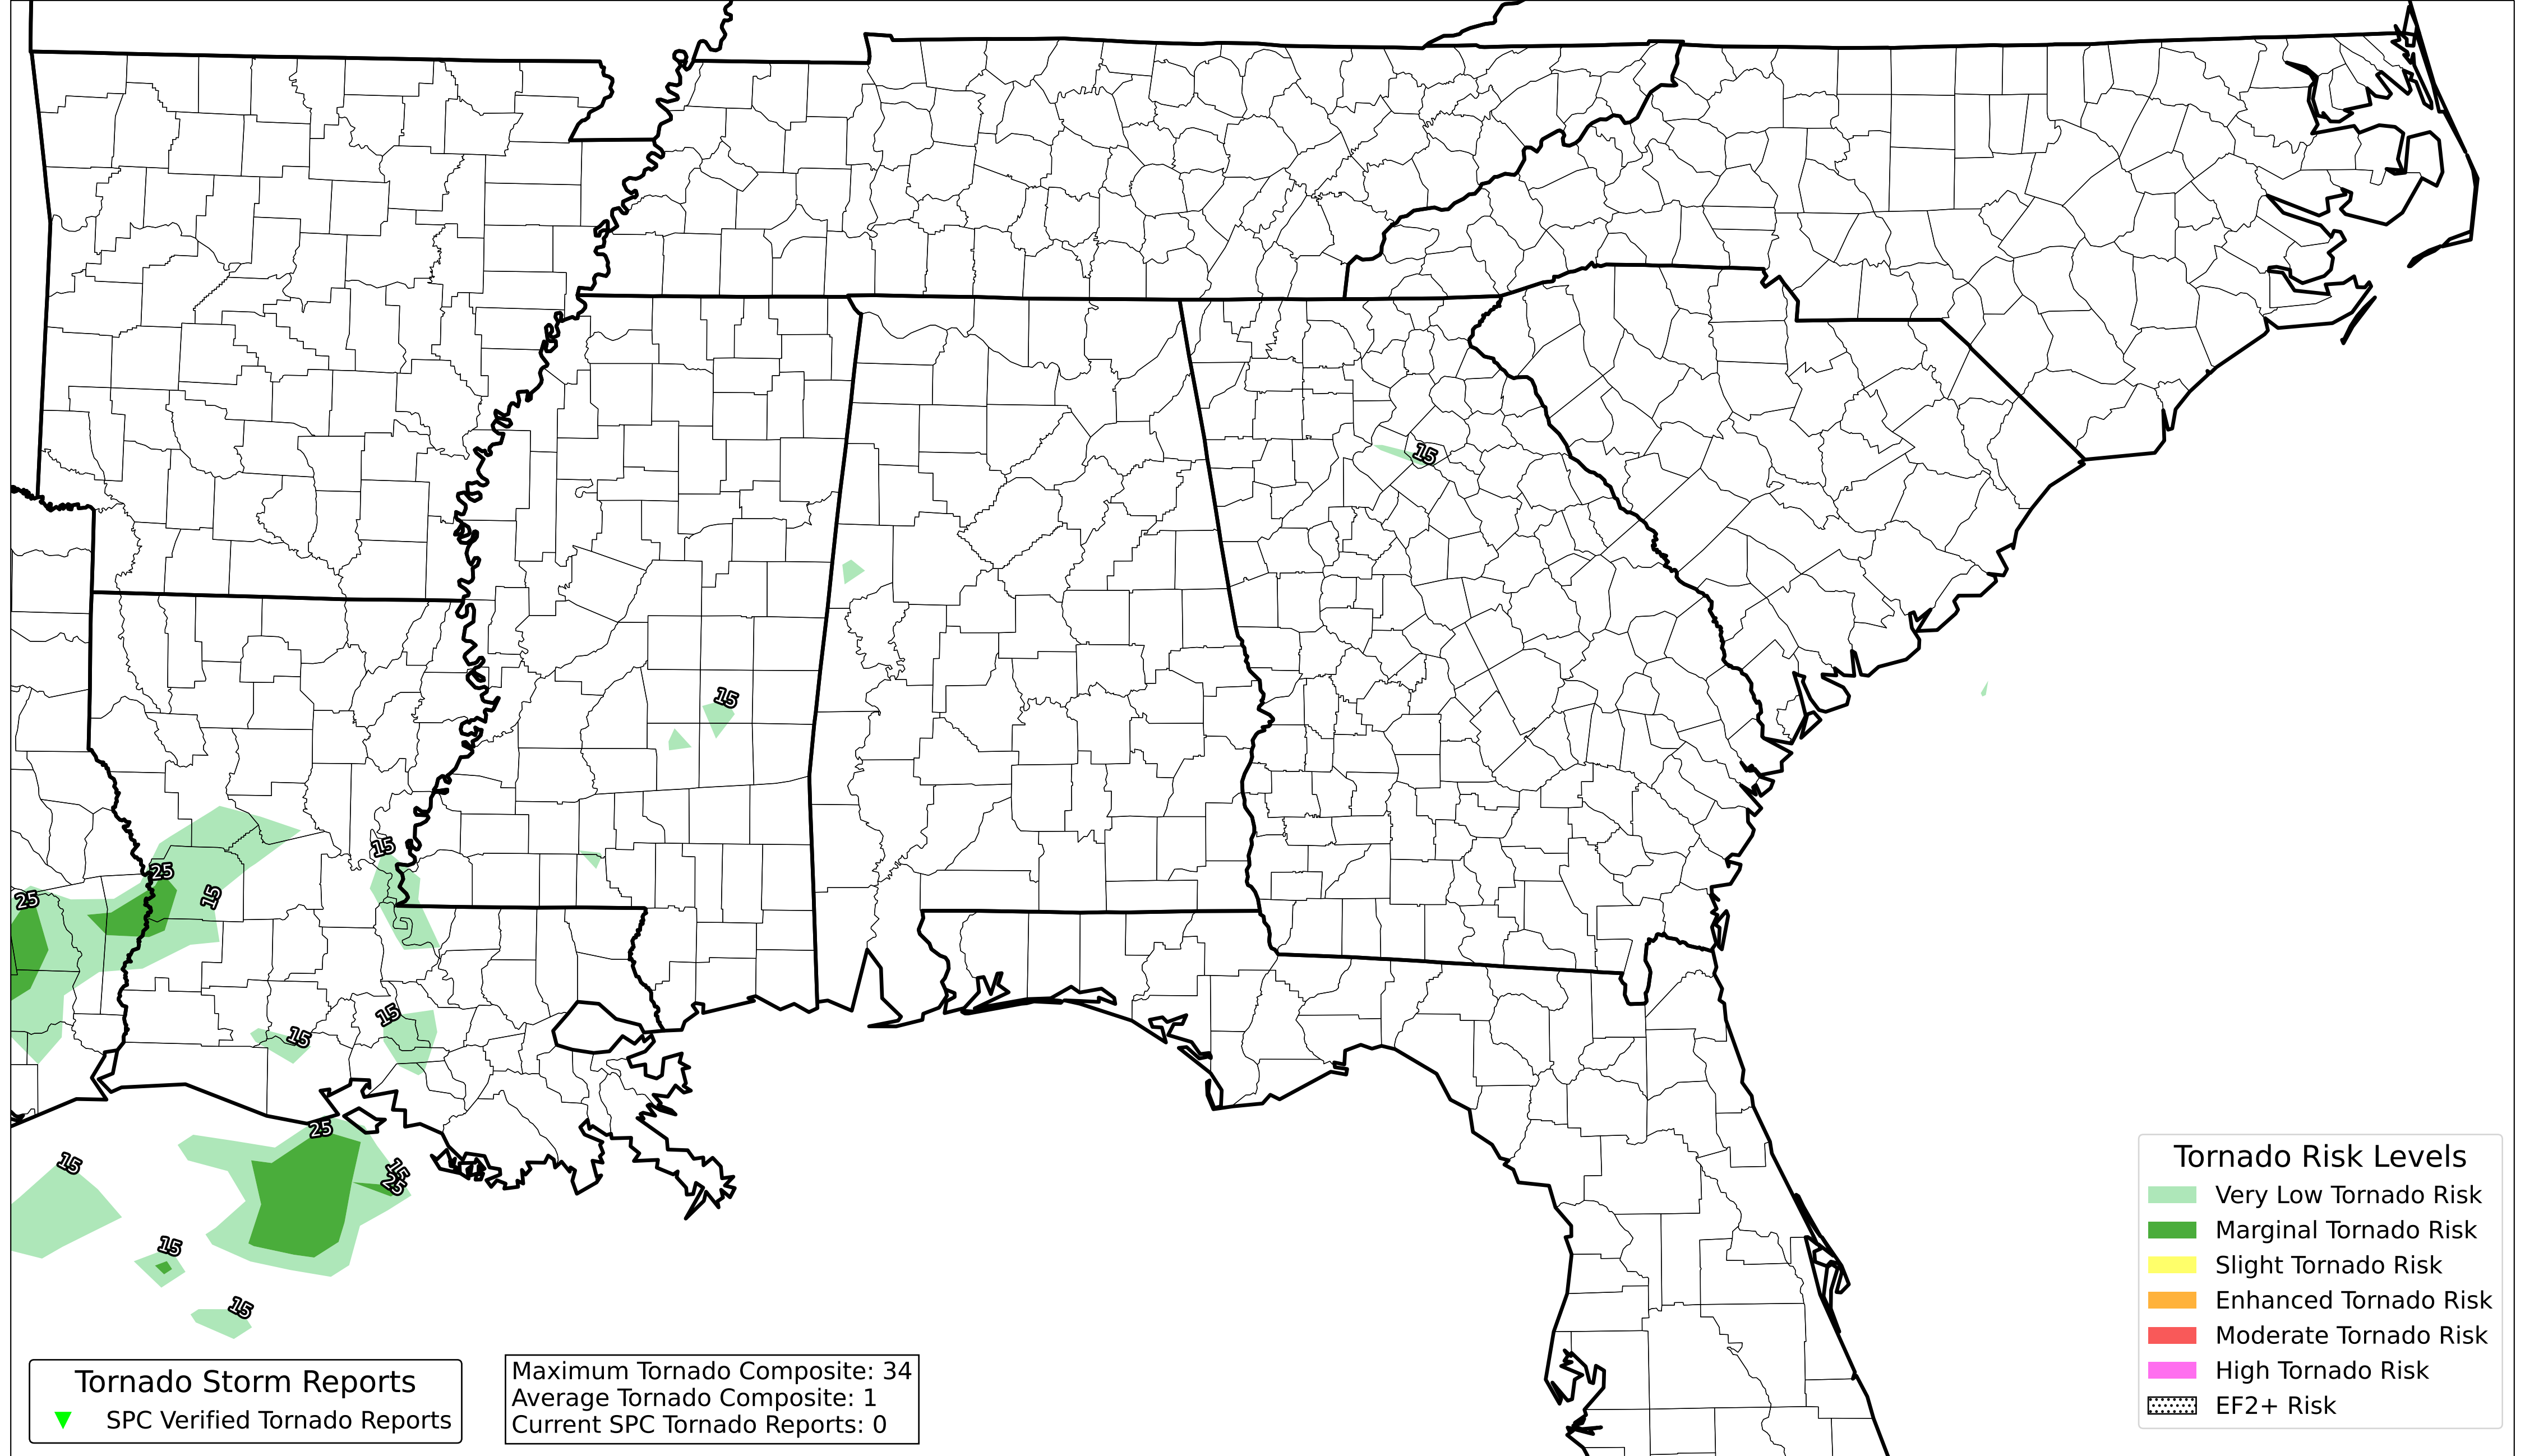 15
15
15
25
15
25
15
15
15
25
15
15
25
15
15
Tornado Risk Levels
Very Low Tornado Risk
Marginal Tornado Risk
Slight Tornado Risk
Enhanced Tornado Risk
Moderate Tornado Risk
High Tornado Risk
EF2+ Risk
Tornado Storm Reports
SPC Verified Tornado Reports
Maximum Tornado Composite: 34
Average Tornado Composite: 1
Current SPC Tornado Reports: 0